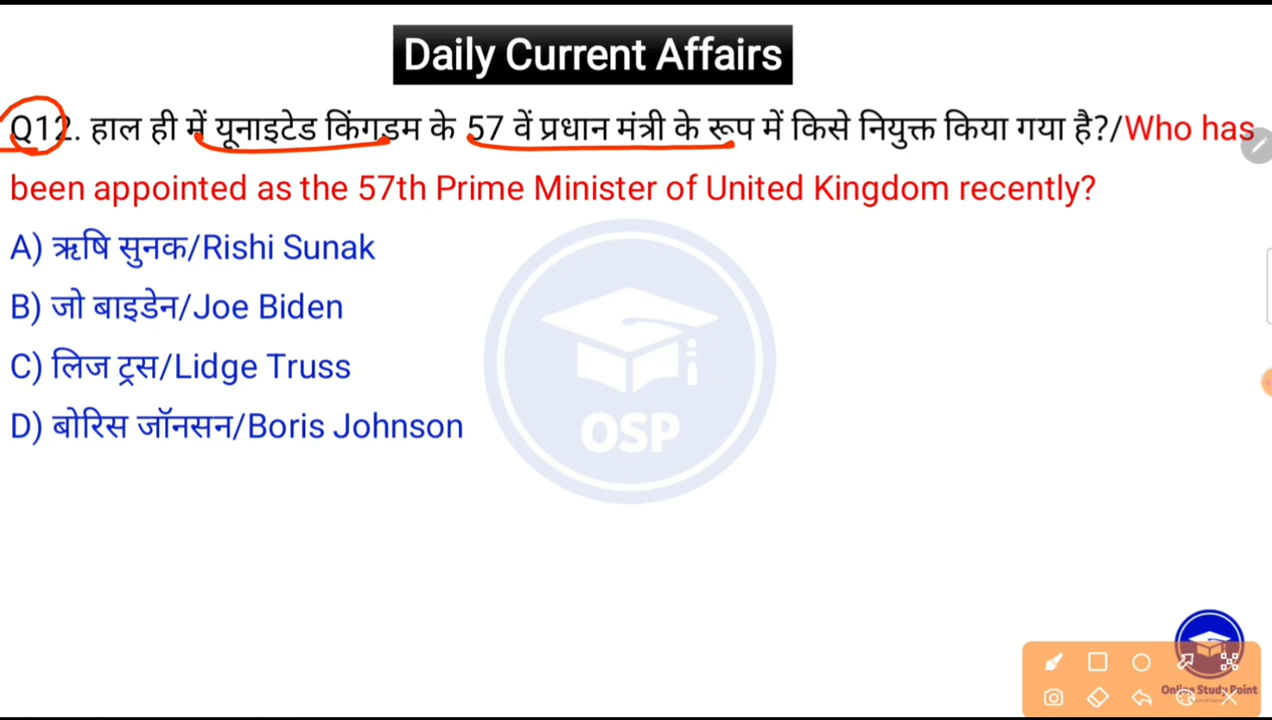 Daily Current Affairs
Q12. हाल ही में यूनाइटेड किंगडम के 57 वें प्रधान मंत्री के रूप में किसे नियुक्त किया गया है?/Who has
been appointed as the 57th Prime Minister of United Kingdom recently?
A) ऋषि सुनक/Rishi Sunak
B) जो बाइडेन/Joe Biden
C) लिज ट्रस/Lidge Truss
D) बोरिस जॉनसन/Boris Johnson
OSP
Online Study Point